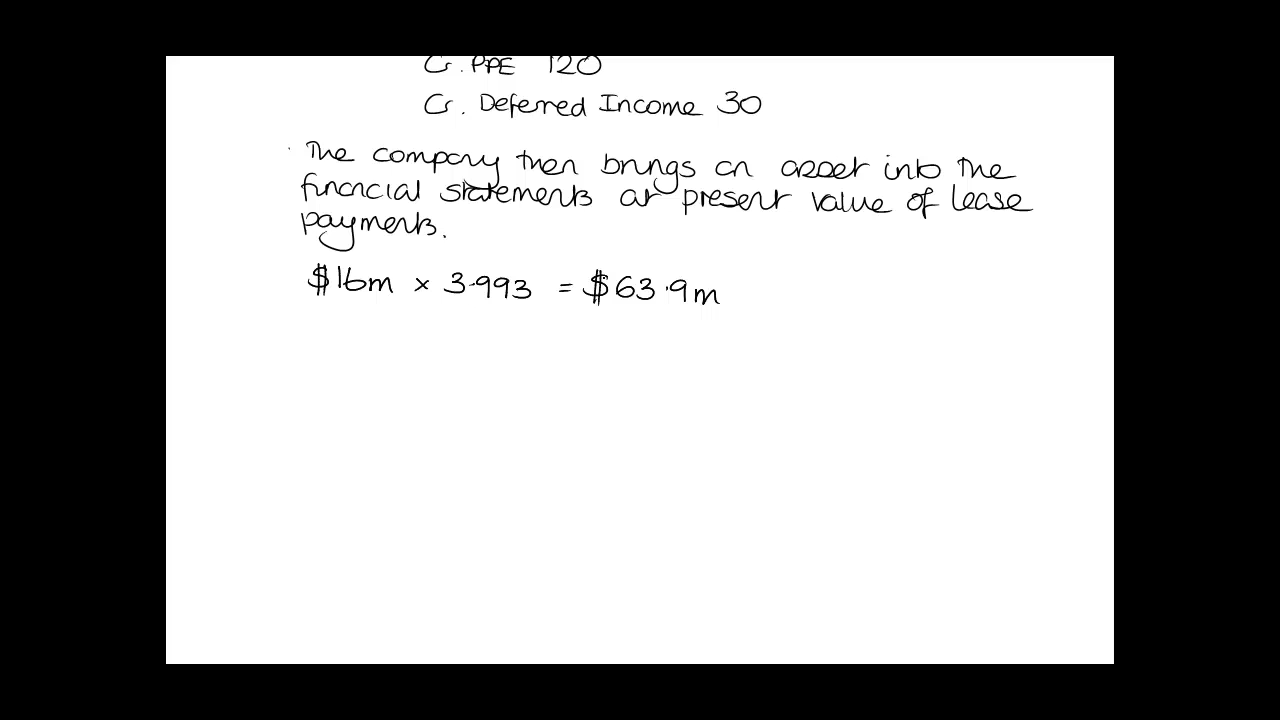 Cr. PPE 120
Cr. Deferred Income 30
The company then brings an asset into the
financial statements at present value of lease
payments.
$16m × 3.993 = $63.9m